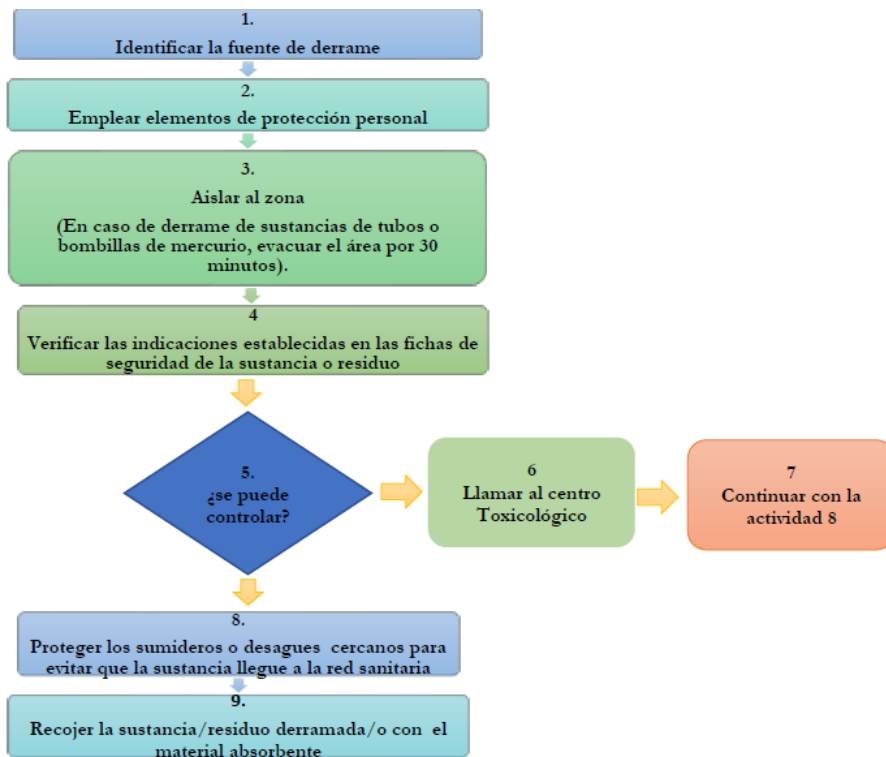 1.
Identificar la fuente de derrame
2.
Emplear elementos de protección personal
3.
Aislar al zona
(En caso de derrame de sustancias de tubos o
bombillas de mercurio, evacuar el área por 30
minutos).
4
Verificar las indicaciones establecidas en las fichas de
seguridad de la sustancia o residuo
5.
¿se puede
controlar?
6
Llamar al centro
Toxicológico
7
Continuar con la
actividad 8
8.
Proteger los sumideros o desagues cercanos para
evitar que la sustancia llegue a la red sanitaria
9.
Recojer la sustancia/residuo derramada/o con el
material absorbente